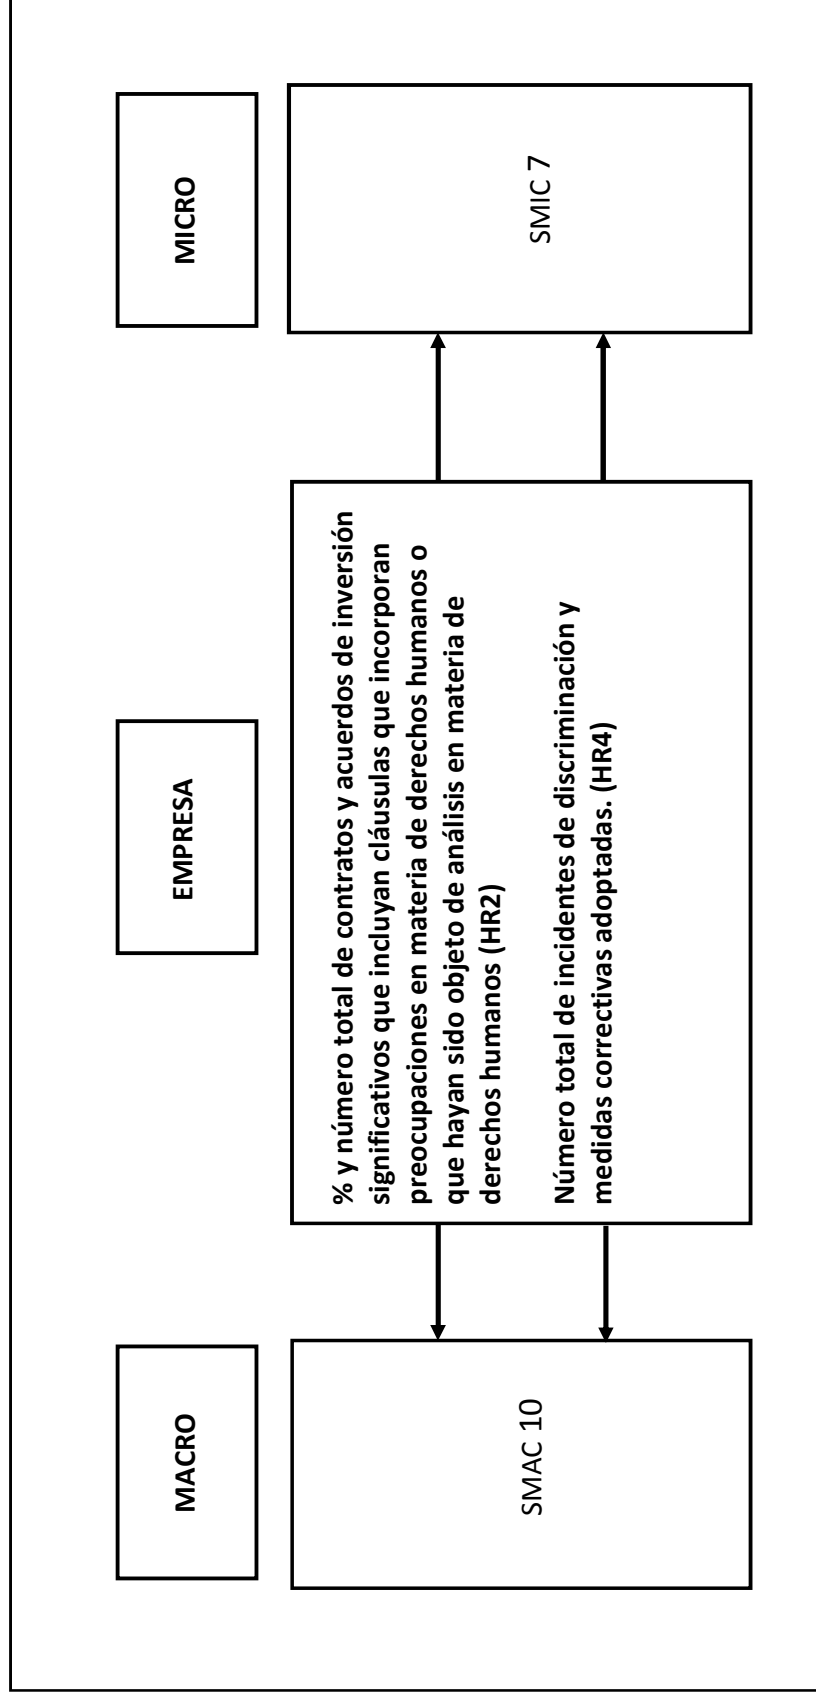 MACRO
EMPRESA
MICRO
SMAC 10
% y número total de contratos y acuerdos de inversión
significativos que incluyan cláusulas que incorporan
preocupaciones en materia de derechos humanos o
que hayan sido objeto de análisis en materia de
derechos humanos (HR2)
Número total de incidentes de discriminación y
medidas correctivas adoptadas. (HR4)
SMIC 7